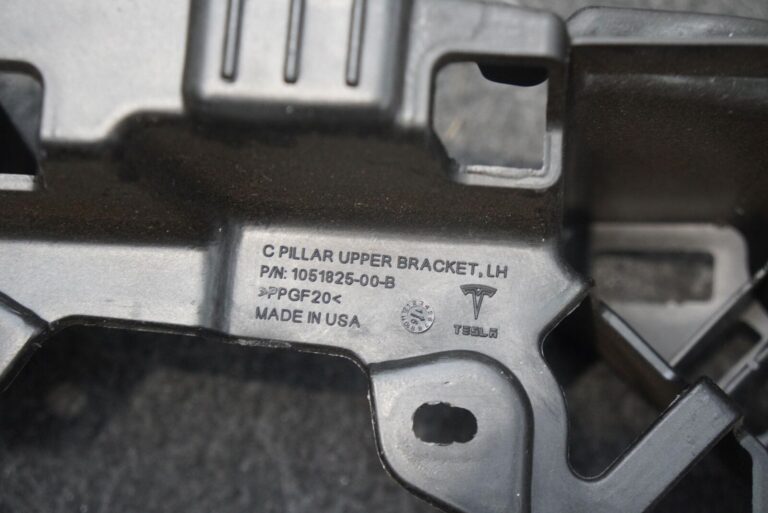 C PILLAR UPPER BRACKET, LH
P/N: 1051825-00-B
>PPGF20<
MADE IN USA
TESLA